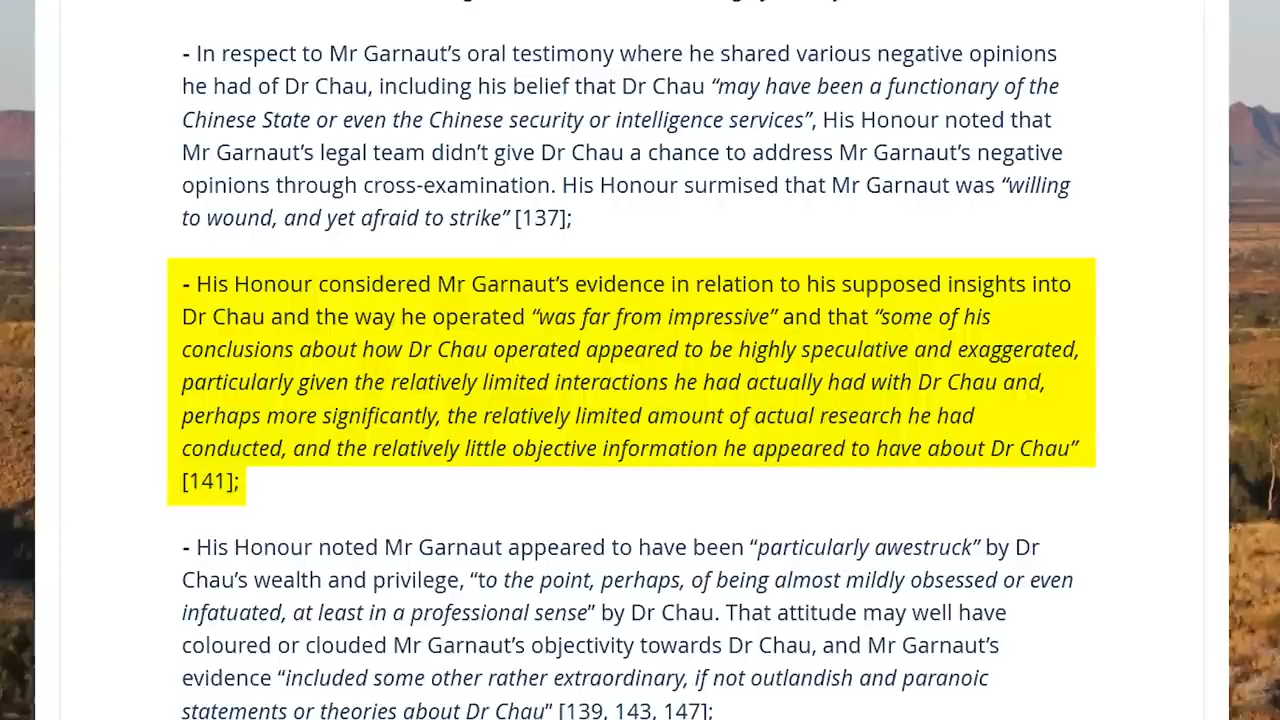 - In respect to Mr Garnaut’s oral testimony where he shared various negative opinions
he had of Dr Chau, including his belief that Dr Chau “may have been a functionary of the
Chinese State or even the Chinese security or intelligence services”, His Honour noted that
Mr Garnaut’s legal team didn’t give Dr Chau a chance to address Mr Garnaut’s negative
opinions through cross-examination. His Honour surmised that Mr Garnaut was “willing
to wound, and yet afraid to strike” [137];
- His Honour considered Mr Garnaut’s evidence in relation to his supposed insights into
Dr Chau and the way he operated “was far from impressive” and that “some of his
conclusions about how Dr Chau operated appeared to be highly speculative and exaggerated,
particularly given the relatively limited interactions he had actually had with Dr Chau and,
perhaps more significantly, the relatively limited amount of actual research he had
conducted, and the relatively little objective information he appeared to have about Dr Chau”
[141];
- His Honour noted Mr Garnaut appeared to have been “particularly awestruck” by Dr
Chau’s wealth and privilege, “to the point, perhaps, of being almost mildly obsessed or even
infatuated, at least in a professional sense” by Dr Chau. That attitude may well have
coloured or clouded Mr Garnaut’s objectivity towards Dr Chau, and Mr Garnaut’s
evidence “included some other rather extraordinary, if not outlandish and paranoic
statements or theories about Dr Chau” [139, 143, 147];